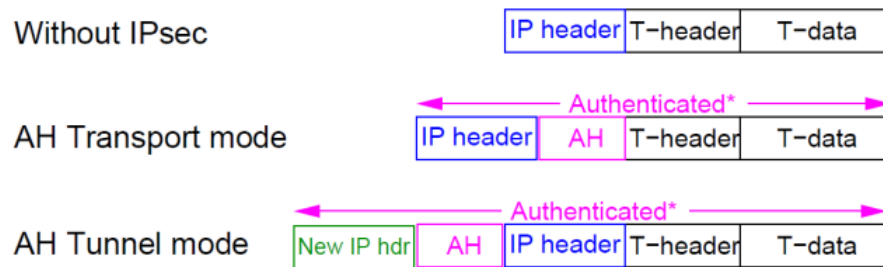 Without IPsec IP header T-header T-data
Authenticated*
AH Transport mode IP header AH T-header T-data
Authenticated*
AH Tunnel mode New IP hdr AH IP header T-header T-data